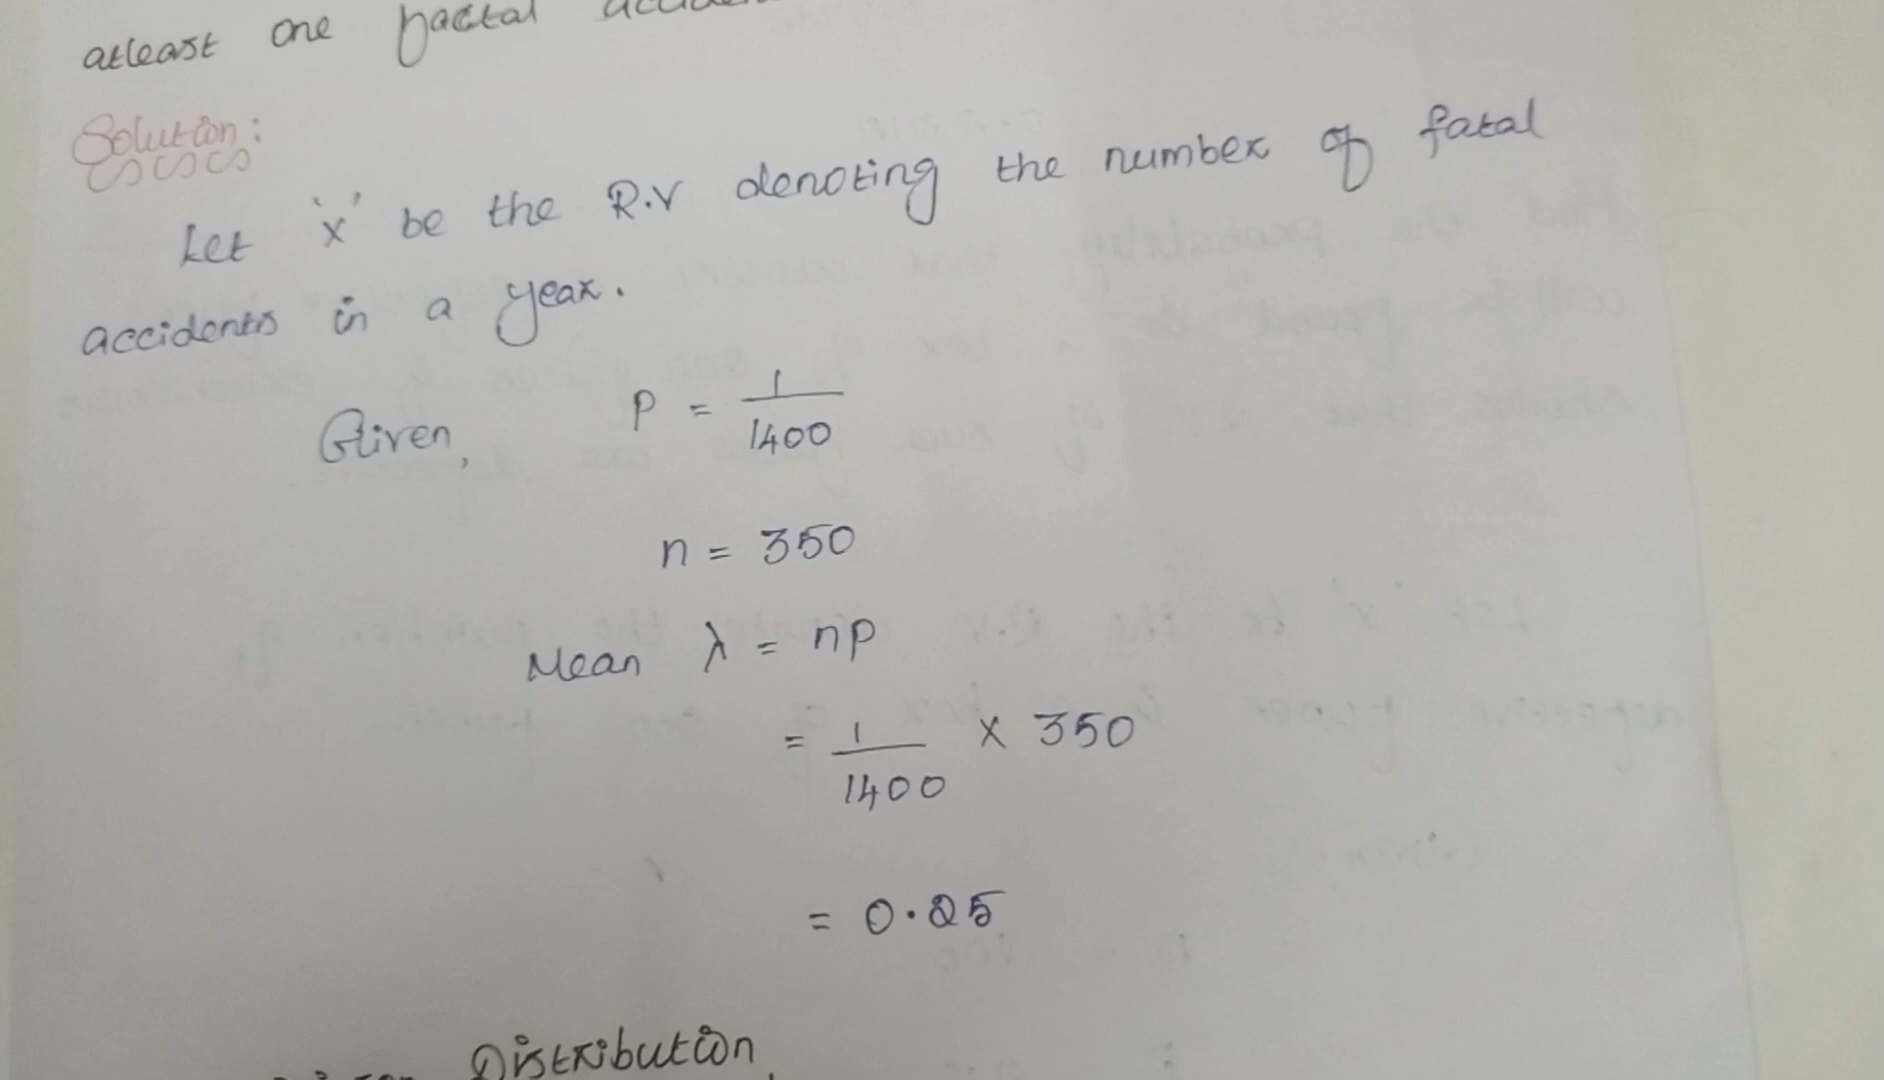 atleast one factal
Solution:
Let 'x' be the R.V denoting the number of fatal
accidents in a year.
Given, P = 1/1400
n = 350
Mean λ = np
= 1/1400 × 350
= 0.25
Distribution,